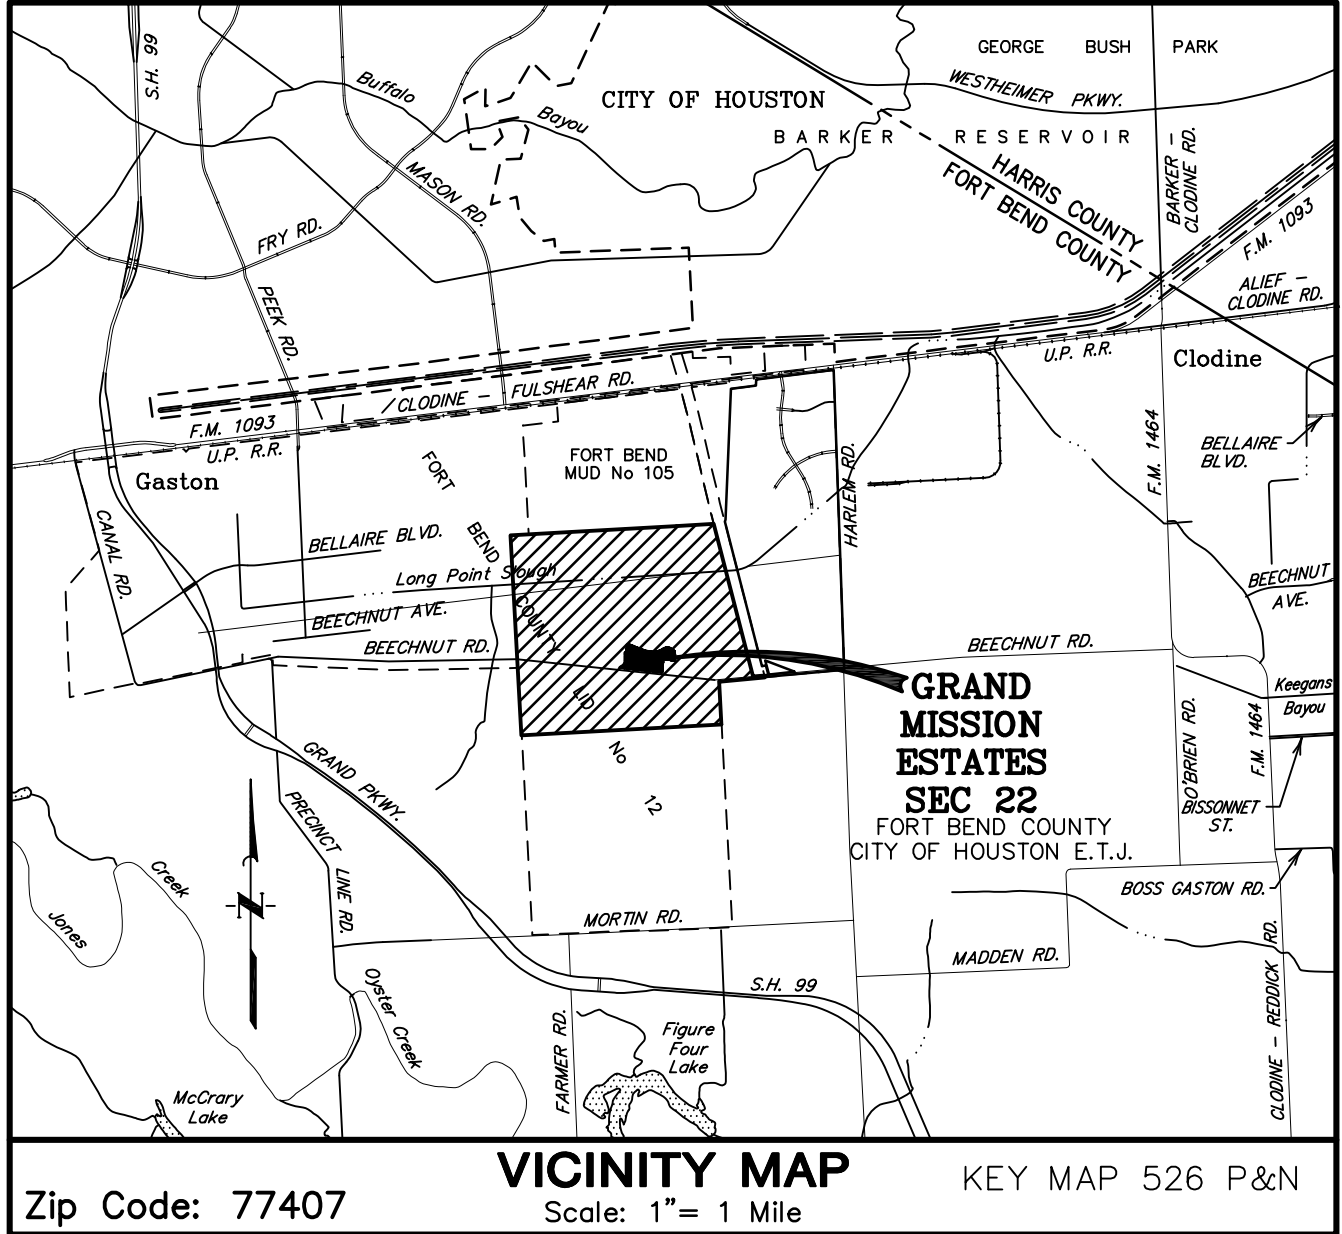 S.H. 99
GEORGE BUSH PARK
WESTHEIMER PKWY.
Buffalo
Bayou
CITY OF HOUSTON
BARKER RESERVOIR
BARKER -
CLODINE RD.
HARRIS COUNTY
FORT BEND COUNTY
MASON RD.
FRY RD.
F.M. 1093
ALIEF -
CLODINE RD.
PEEK RD.
U.P. R.R.
Clodine
CLODINE - FULSHEAR RD.
F.M. 1093
U.P. R.R.
Gaston
FORT BEND
MUD No 105
HARLEM RD.
F.M. 1464
BELLAIRE
BLVD.
FORT
BEND
COUNTY
LID
No
12
CANAL RD.
BELLAIRE BLVD.
Long Point Slough
BEECHNUT
AVE.
BEECHNUT AVE.
BEECHNUT RD.
BEECHNUT RD.
GRAND
MISSION
ESTATES
SEC 22
FORT BEND COUNTY
CITY OF HOUSTON E.T.J.
Keegans
Bayou
O'BRIEN RD.
F.M. 1464
BISSONNET
ST.
GRAND PKWY.
PRECINCT LINE RD.
N
Creek
Jones
BOSS GASTON RD.
MORTIN RD.
MADDEN RD.
CLODINE - REDDICK RD.
S.H. 99
Oyster Creek
FARMER RD.
Figure
Four
Lake
McCrary
Lake
VICINITY MAP
Scale: 1"= 1 Mile
Zip Code: 77407
KEY MAP 526 P&N